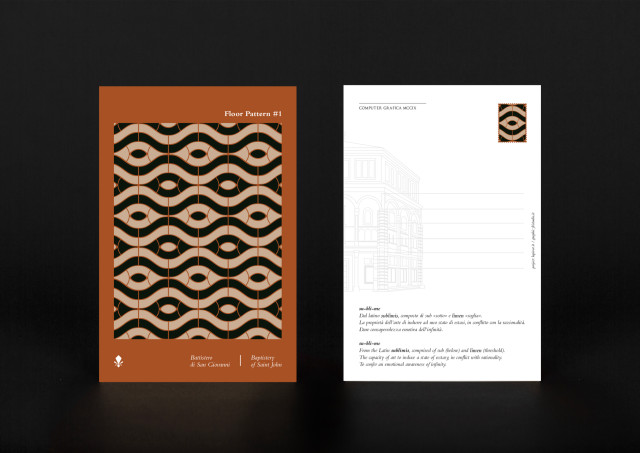 Floor Pattern #1
Battistero
di San Giovanni
Baptistery
of Saint John
COMPUTER GRAFICA MCCXX
su-bli-me
Dal latino sublimis, composto di sub «sotto» e limen «soglia».
La proprietà dell'arte di indurre ad uno stato di estasi, in conflitto con la razionalità.
Dare consapevolezza emotiva dell'infinità.
su-bli-me
From the Latin sublimis, comprised of sub (below) and limen (threshold).
The capacity of art to induce a state of ecstasy in conflict with rationality.
To confer an emotional awareness of infinity.